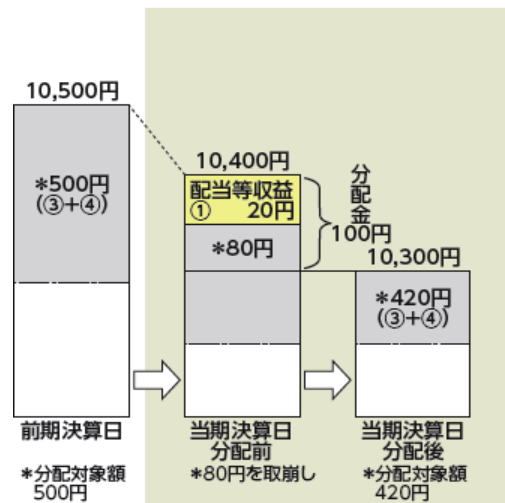 10,500円
*500円
(③+④)
前期決算日
*分配対象額
500円
10,400円
配当等収益
① 20円
*80円
分配金
100円
当期決算日
分配前
*80円を取崩し
10,300円
*420円
(③+④)
当期決算日
分配後
*分配対象額
420円